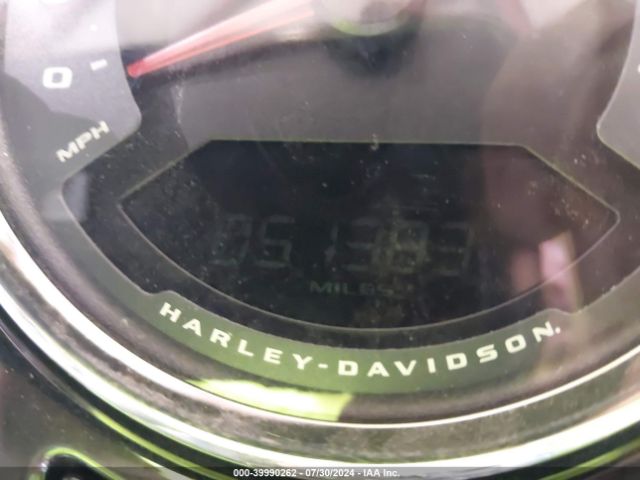 0
MPH
051383
MILES
HARLEY-DAVIDSON.
000-39990262 - 07/30/2024 - IAA Inc.